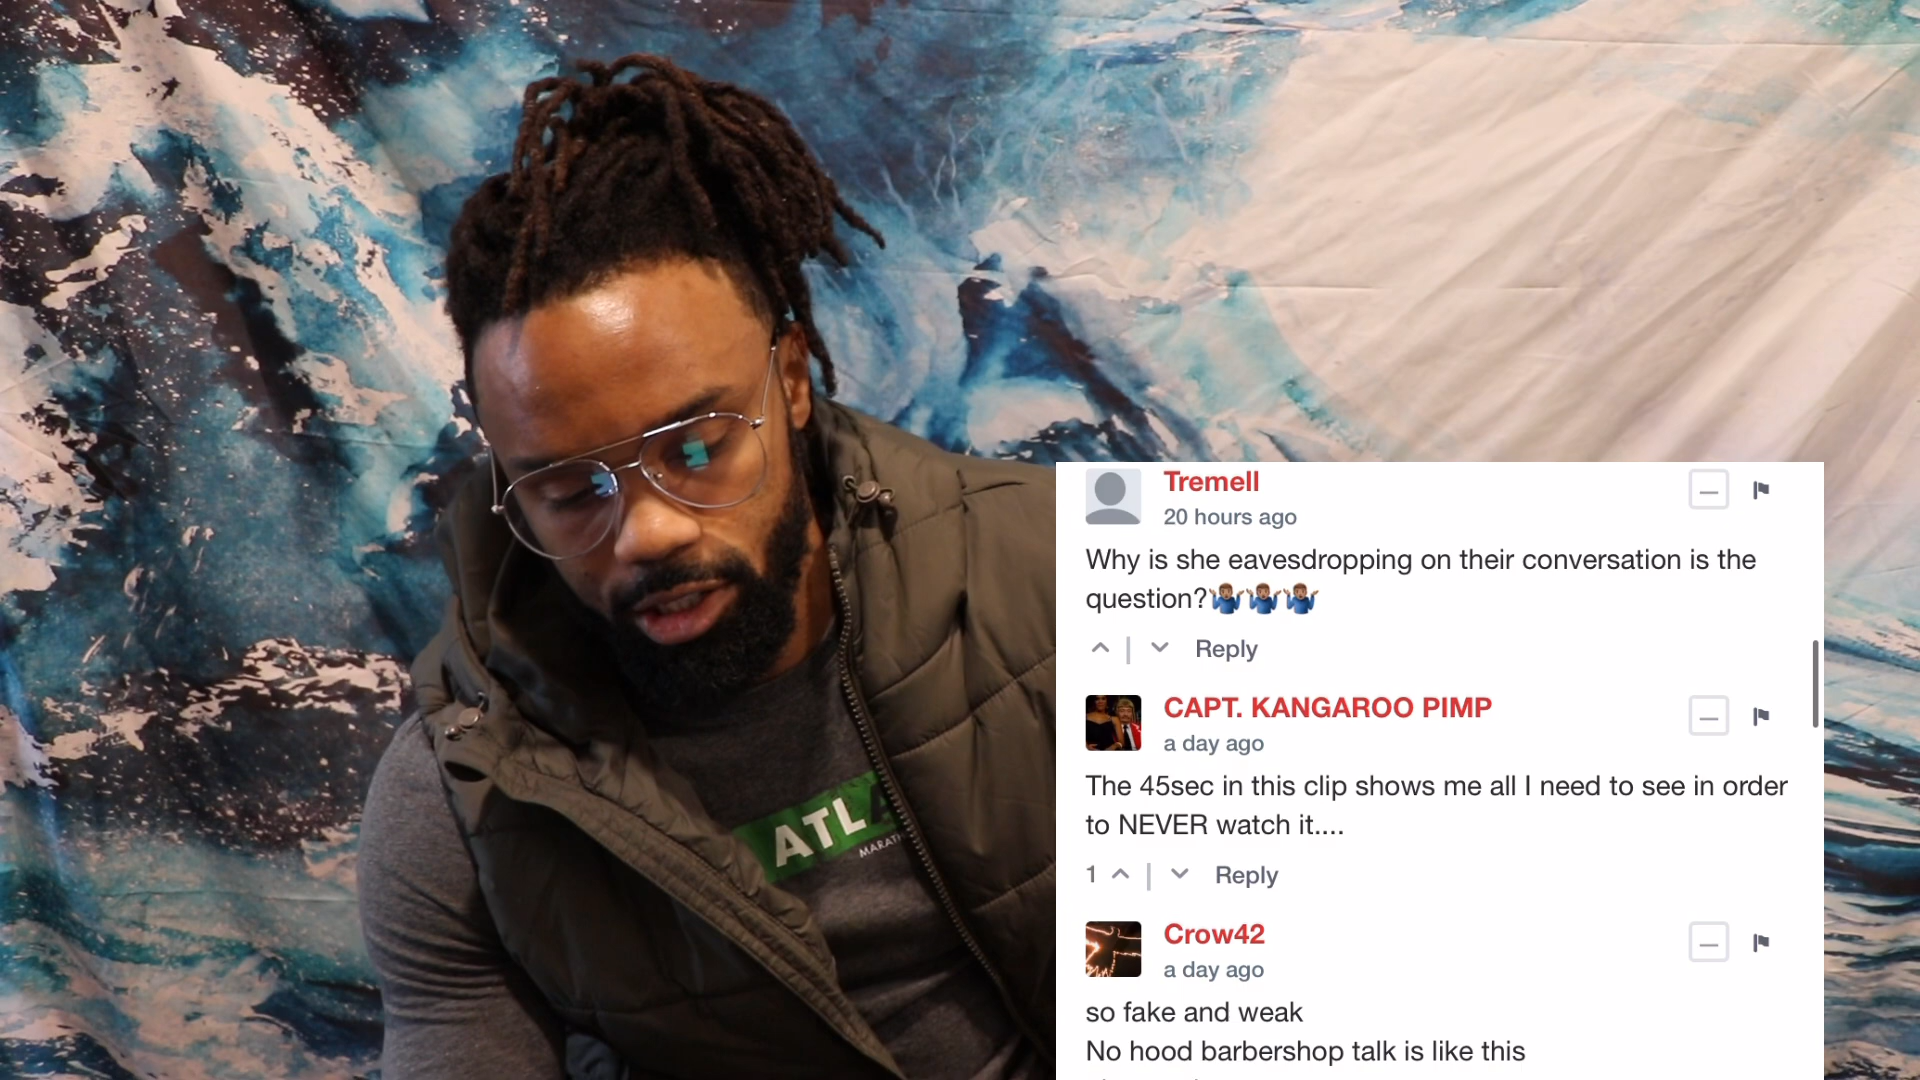 Tremell
20 hours ago
Why is she eavesdropping on their conversation is the
question?🤷🏾‍♂️🤷🏾‍♂️🤷🏾‍♂️
Reply
CAPT. KANGAROO PIMP
a day ago
The 45sec in this clip shows me all I need to see in order
to NEVER watch it....
1 Reply
ATL
Crow42
a day ago
so fake and weak
No hood barbershop talk is like this